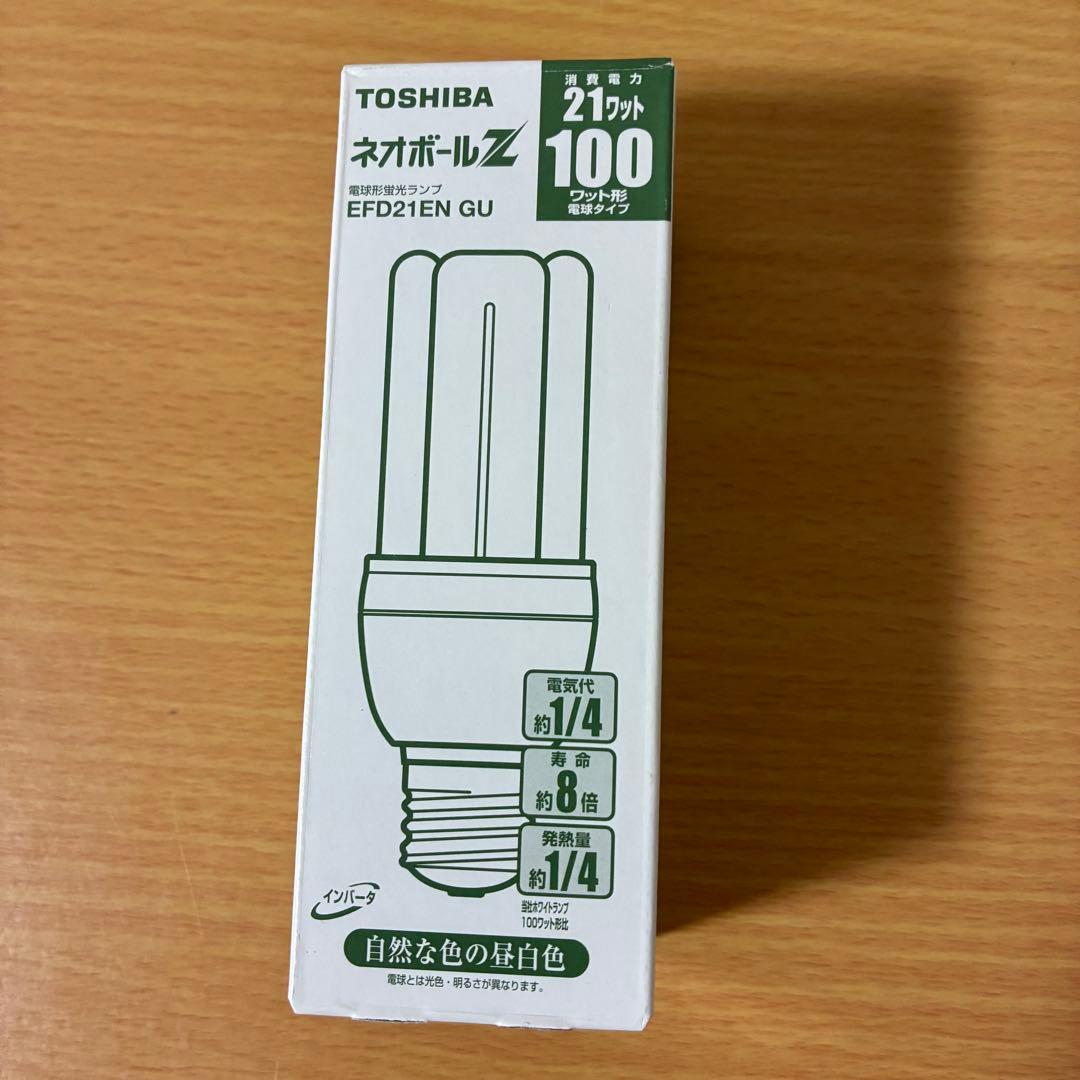 TOSHIBA
ネオボールZ
電球形蛍光ランプ
EFD21EN GU
消費電力
21ワット
100
ワット形
電球タイプ
電気代
約1/4
寿命
約8倍
発熱量
約1/4
当社ホワイトランプ
100ワット形比
インバータ
自然な色の昼白色
電球とは光色・明るさが異なります。